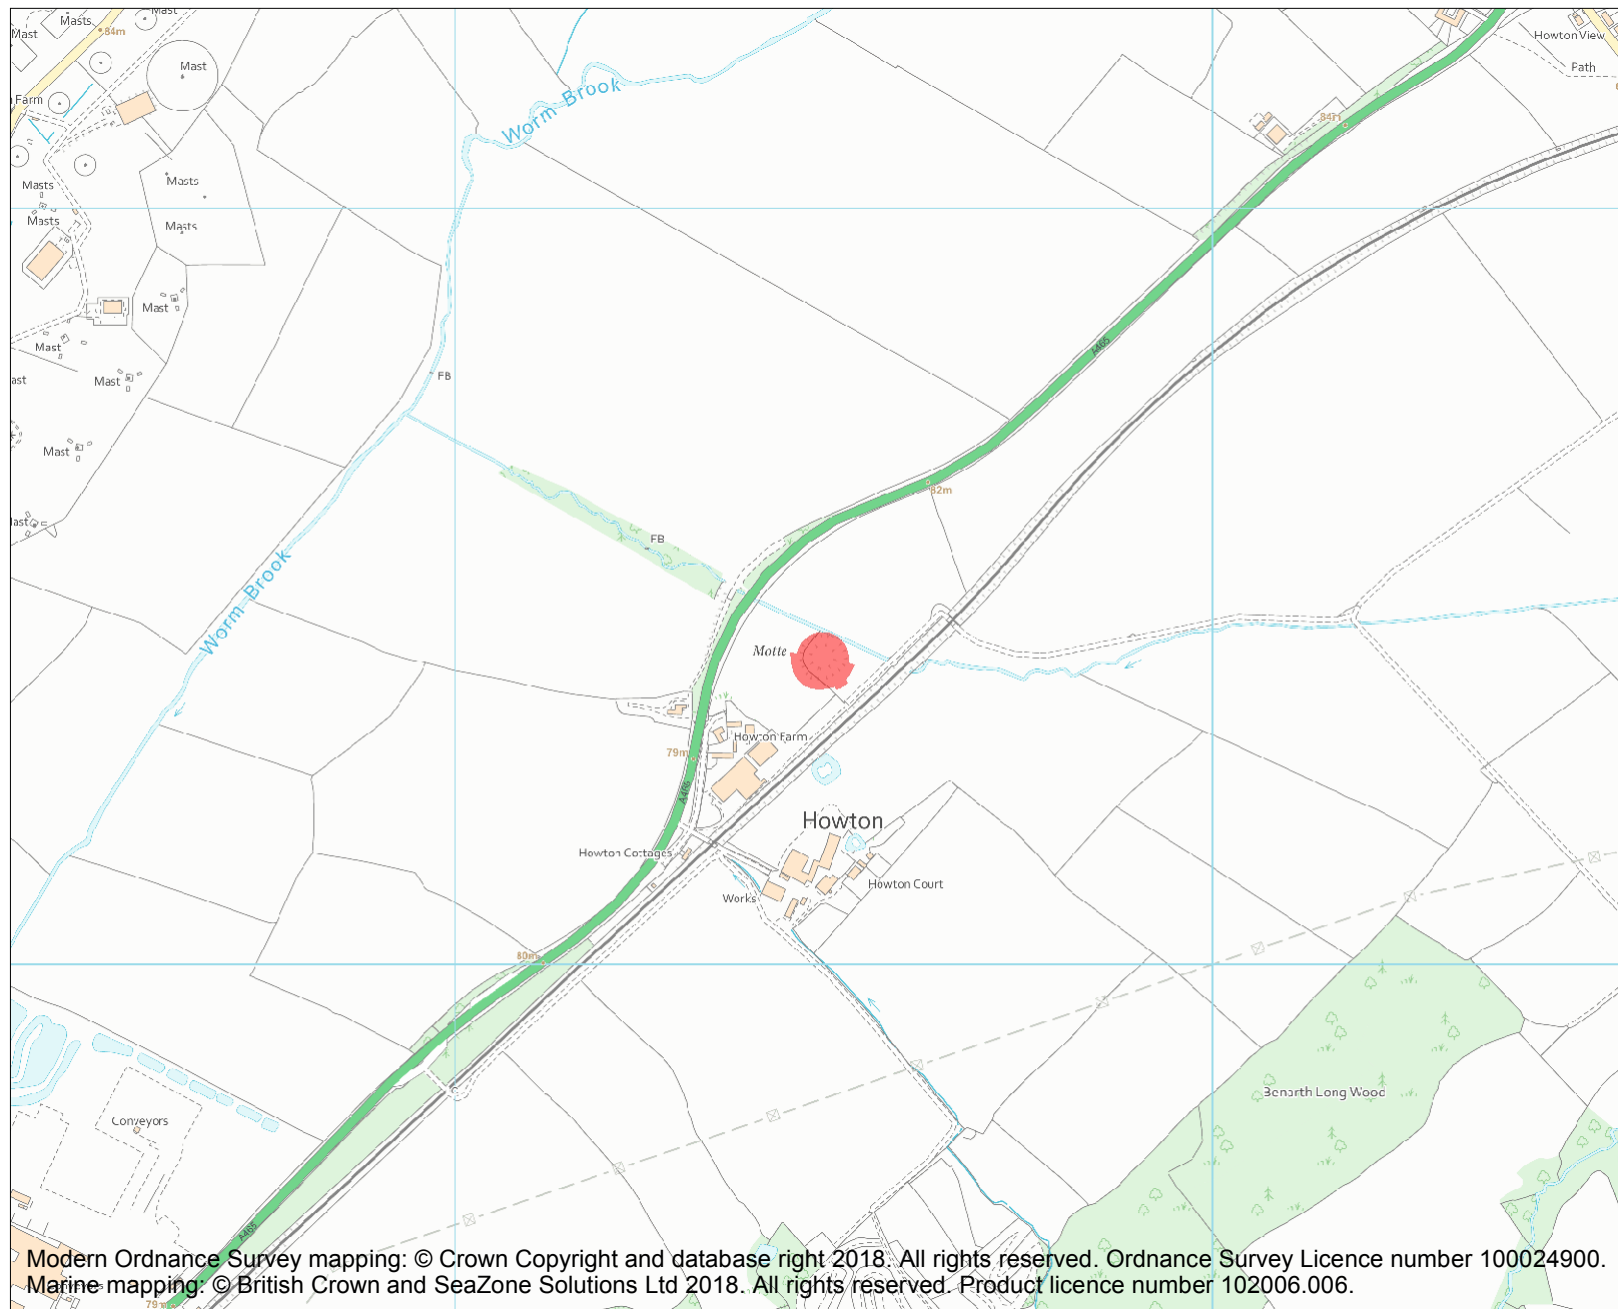 Masts
Mast
Mast
84m
Howton View
Mast
Path
Farm
Worm Brook
84m
Masts
Masts
Masts
Masts
Mast
A465
Mast
FB
Mast
ast
Mast
82m
ast
FB
Worm Brook
Motte
Howton Farm
79m
A465
Howton
Howton Cottages
Howton Court
Works
80m
Benarth Long Wood
Conveyors
A465
Modern Ordnance Survey mapping: © Crown Copyright and database right 2018. All rights reserved. Ordnance Survey Licence number 100024900.
Marine mapping: © British Crown and SeaZone Solutions Ltd 2018. All rights reserved. Product licence number 102006.006.
79m